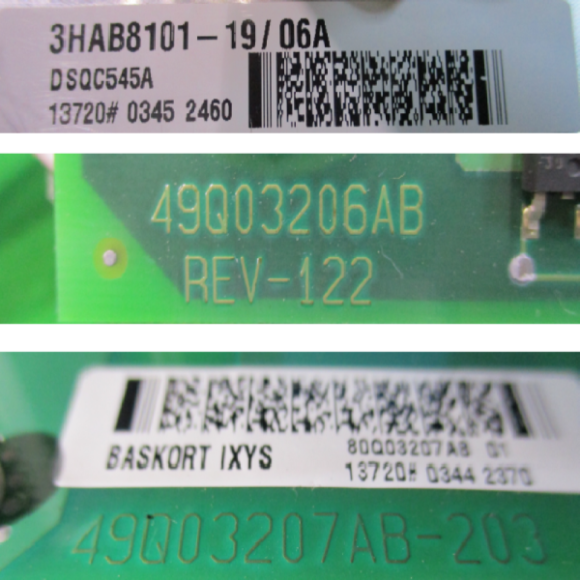 3HAB8101-19/06A
DSQC545A
13720# 0345 2460
49Q03206AB
REV-122
80Q03207AB 01
BASKORT IXYS
13720# 0344 2370
49Q03207AB-203